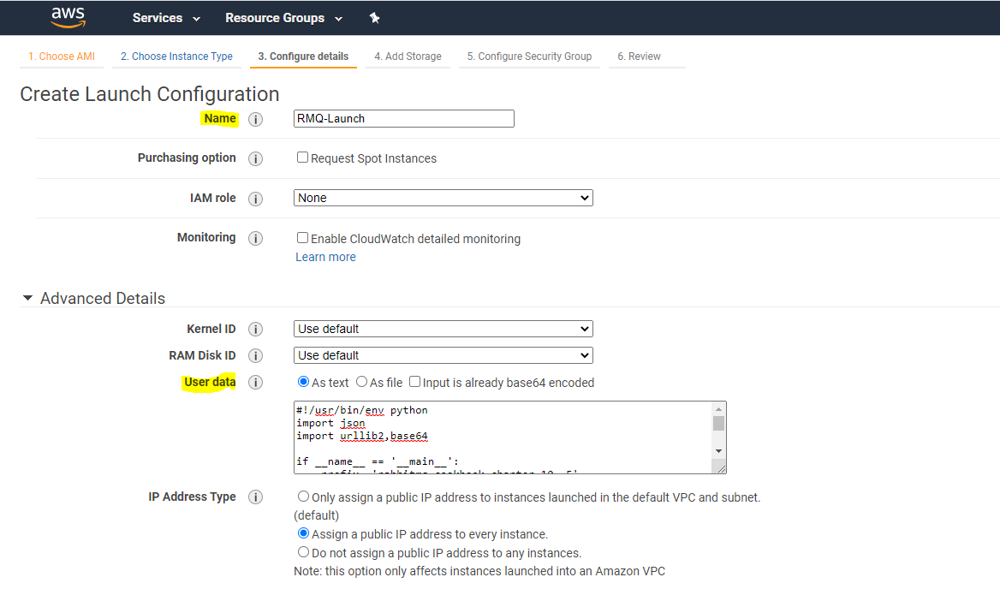 aws Services Resource Groups
1. Choose AMI 2. Choose Instance Type 3. Configure details 4. Add Storage 5. Configure Security Group 6. Review
Create Launch Configuration
Name i RMQ-Launch
Purchasing option i Request Spot Instances
IAM role i None
Monitoring i Enable CloudWatch detailed monitoring
Learn more
Advanced Details
Kernel ID i Use default
RAM Disk ID i Use default
User data i As text As file Input is already base64 encoded
#!/usr/bin/env python
import json
import urllib2,base64
if __name__ == '__main__':
IP Address Type i Only assign a public IP address to instances launched in the default VPC and subnet.
(default)
Assign a public IP address to every instance.
Do not assign a public IP address to any instances.
Note: this option only affects instances launched into an Amazon VPC